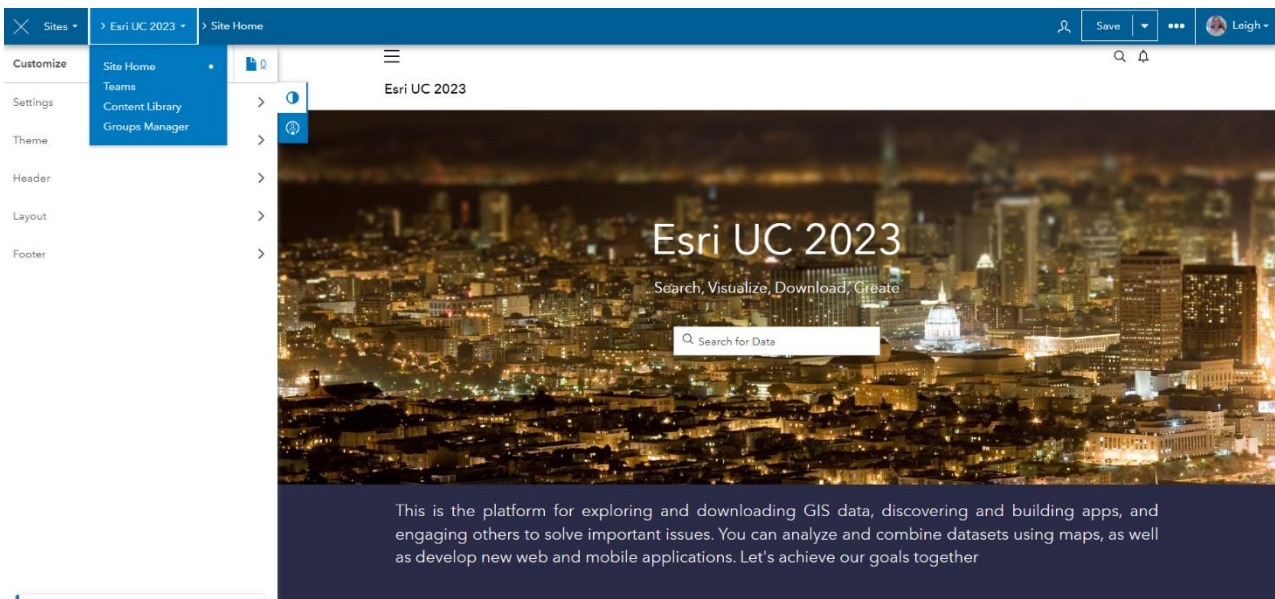 Sites > Esri UC 2023 > Site Home Save Leigh
Customize 0
Site Home
Teams
Content Library
Groups Manager
Settings
Theme
Header
Layout
Footer
Esri UC 2023
Esri UC 2023
Search, Visualize, Download, Create
Search for Data
This is the platform for exploring and downloading GIS data, discovering and building apps, and
engaging others to solve important issues. You can analyze and combine datasets using maps, as well
as develop new web and mobile applications. Let's achieve our goals together